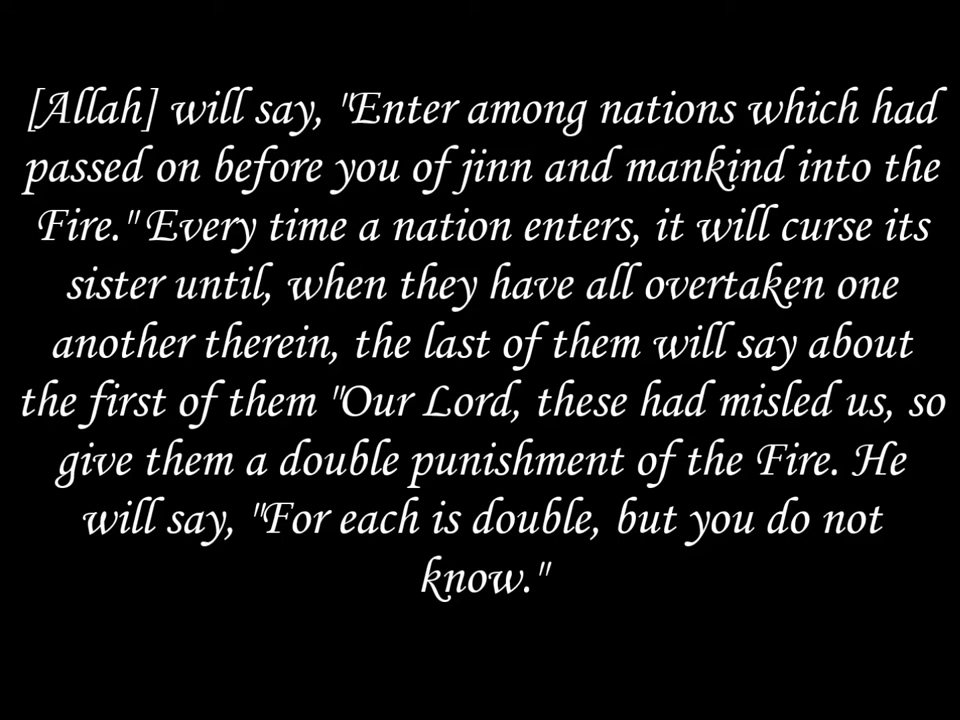 [Allah] will say, "Enter among nations which had
passed on before you of jinn and mankind into the
Fire." Every time a nation enters, it will curse its
sister until, when they have all overtaken one
another therein, the last of them will say about
the first of them "Our Lord, these had misled us, so
give them a double punishment of the Fire. He
will say, "For each is double, but you do not
know."